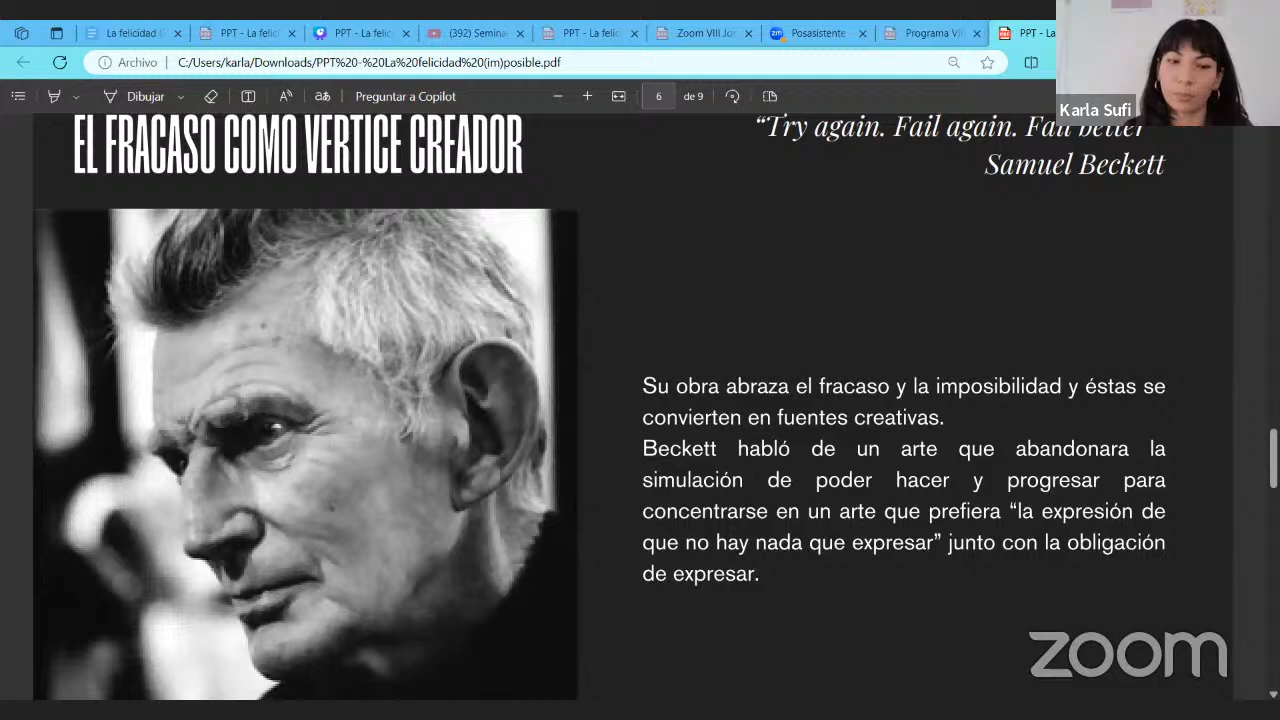 La felicidad (
PPT - La felici
PPT - La felic
(392) Semina
PPT - La felic
Zoom VIII Jor
Posasistente
Programa VI
PPT - La
Archivo
C:/Users/karla/Downloads/PPT%20-%20La%20felicidad%20(im)posible.pdf
Dibujar
Preguntar a Copilot
6
de 9
Karla Sufi
EL FRACASO COMO VERTICE CREADOR
“Try again. Fail again. Fail better
Samuel Beckett
Su obra abraza el fracaso y la imposibilidad y éstas se
convierten en fuentes creativas.
Beckett habló de un arte que abandonara la
simulación de poder hacer y progresar para
concentrarse en un arte que prefiera “la expresión de
que no hay nada que expresar” junto con la obligación
de expresar.
zoom